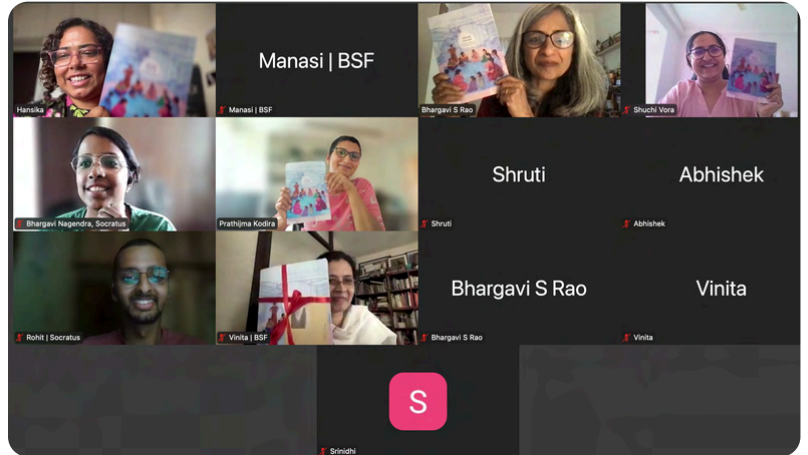 Hansika
Manasi | BSF
Manasi | BSF
Bhargavi S Rao
Shuchi Vora
Bhargavi Nagendra, Socratus
Prathijma Kodira
Shruti
Shruti
Abhishek
Abhishek
Rohit | Socratus
Vinita | BSF
Bhargavi S Rao
Bhargavi S Rao
Vinita
Vinita
S
Srinidhi